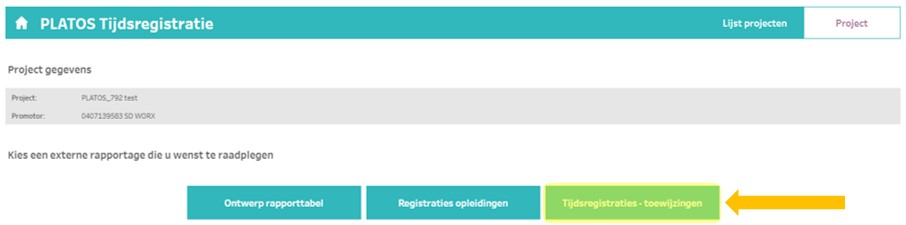 PLATOS Tijdsregistratie Lijst projecten Project
Project gegevens
Project: PLATOS_792 test
Promotor: 0407139583 SD WORX
Kies een externe rapportage die u wenst te raadplegen
Ontwerp rapporttabel Registraties opleidingen Tijdsregistraties - toewijzingen